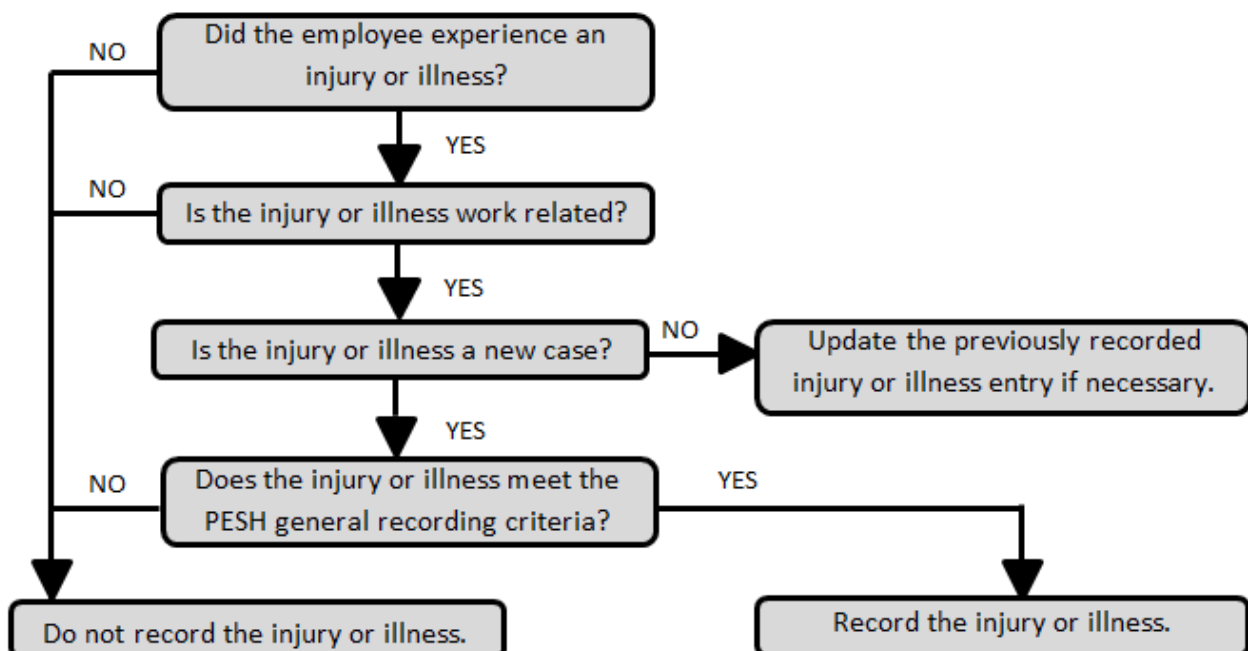 Did the employee experience an
injury or illness?
NO
YES
NO
Is the injury or illness work related?
YES
Is the injury or illness a new case?
NO
Update the previously recorded
injury or illness entry if necessary.
YES
Does the injury or illness meet the
PESH general recording criteria?
NO
YES
Do not record the injury or illness.
Record the injury or illness.